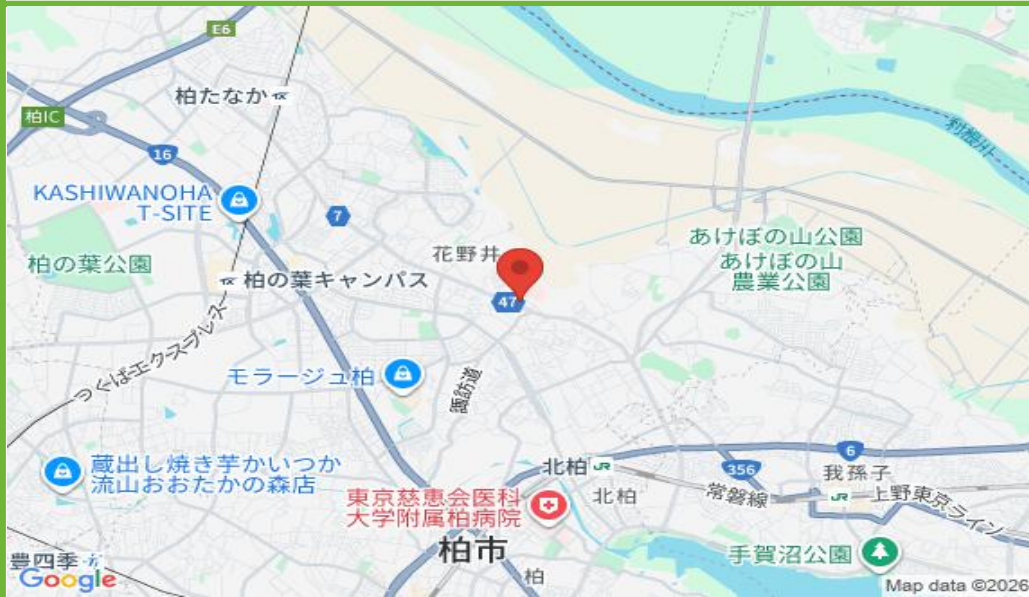 E6
柏たなか
柏IC
16
利根川
KASHIWANOHA
T-SITE
7
あけぼの山公園
あけぼの山
農業公園
花野井
柏の葉公園
柏の葉キャンパス
47
つくばエクスプレス
モラージュ柏
諏訪道
6
蔵出し焼き芋かいつか
流山おおたかの森店
北柏
JR
356
我孫子
JR
東京慈恵会医科
大学附属柏病院
北柏
常磐線
上野東京ライン
柏市
豊四季
手賀沼公園
柏
Google
Map data ©2026